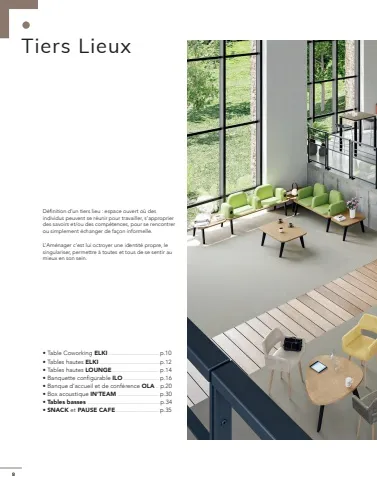 Tiers Lieux
Définition d'un tiers lieu : espace ouvert où des
individus peuvent se réunir pour travailler, s'approprier
des savoirs et/ou des compétences, pour se rencontrer
ou simplement échanger de façon informelle.
L'Aménager c'est lui octroyer une identité propre, le
singulariser, permettre à toutes et tous de se sentir au
mieux en son sein.
• Table Coworking ELKI ........................ p.10
• Tables hautes ELKI ........................ p.12
• Tables hautes LOUNGE ........................ p.14
• Banquette configurable ILO ........................ p.16
• Banque d'accueil et de conférence OLA ... p.20
• Box acoustique IN'TEAM ........................ p.30
• Tables basses ........................ p.34
• SNACK et PAUSE CAFE ........................ p.35
8